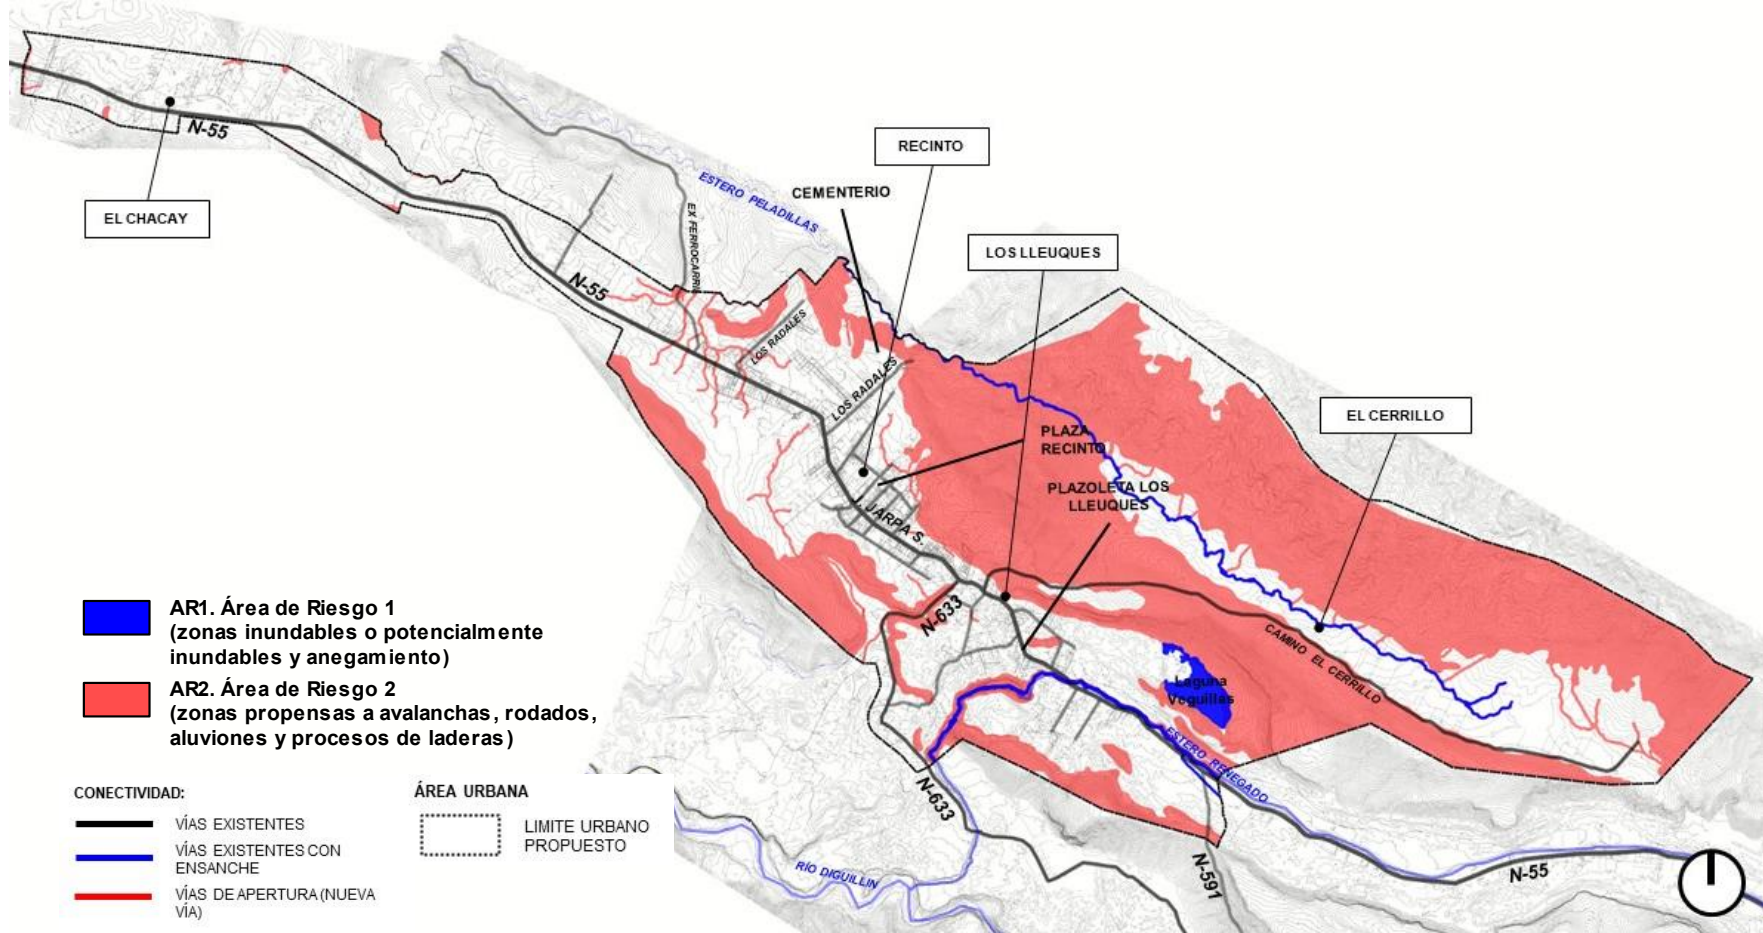 N-55
EL CHACAY
ESTERO PELADILLAS
CEMENTERIO
RECINTO
LOS LLEUQUES
EX FERROCARRIL
N-55
LOS RADALES
LOS RADALES
EL CERRILLO
PLAZA
RECINTO
PLAZOLETA LOS
LLEUQUES
JARPA S.
N-633
CAMINO EL CERRILLO
Laguna
Veguillas
ESTERO RENEGADO
N-633
RÍO DIGUILLIN
N-591
N-55
AR1. Área de Riesgo 1
(zonas inundables o potencialmente
inundables y anegamiento)
AR2. Área de Riesgo 2
(zonas propensas a avalanchas, rodados,
aluviones y procesos de laderas)
CONECTIVIDAD:
VÍAS EXISTENTES
VÍAS EXISTENTES CON
ENSANCHE
VÍAS DE APERTURA (NUEVA
VÍA)
ÁREA URBANA
LIMITE URBANO
PROPUESTO